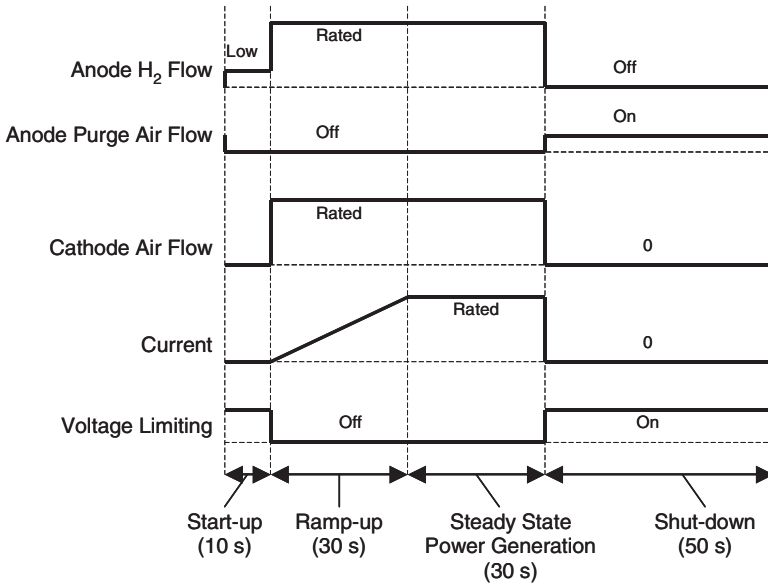 Low
Rated
Anode H₂ Flow
Off
On
Anode Purge Air Flow
Off
Rated
Cathode Air Flow
0
Rated
Current
0
Voltage Limiting
Off
On
Start-up
(10 s)
Ramp-up
(30 s)
Steady State
Power Generation
(30 s)
Shut-down
(50 s)